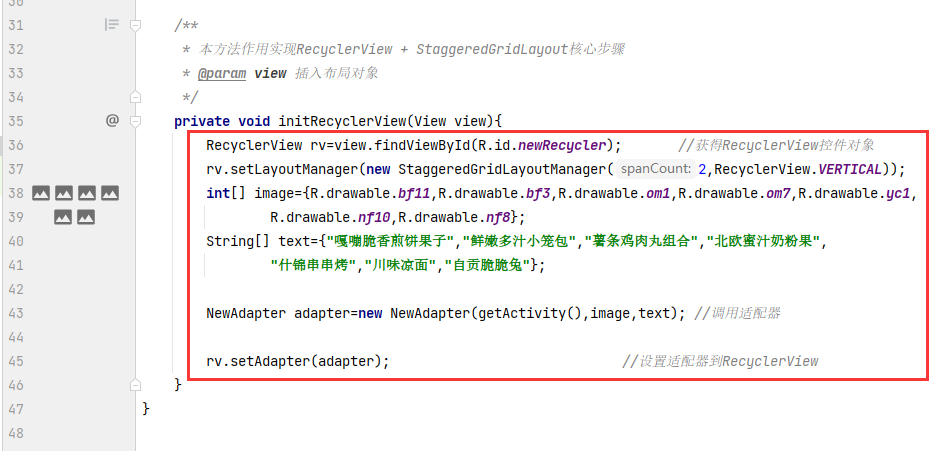 31 /**
32 * 本方法作用实现RecyclerView + StaggeredGridLayout核心步骤
33 * @param view 插入布局对象
34 */
35 @ private void initRecyclerView(View view){
36 RecyclerView rv=view.findViewById(R.id.newRecycler); //获得RecyclerView控件对象
37 rv.setLayoutManager(new StaggeredGridLayoutManager( spanCount: 2,RecyclerView.VERTICAL));
38 int[] image={R.drawable.bf11,R.drawable.bf3,R.drawable.om1,R.drawable.om7,R.drawable.yc1,
39 R.drawable.nf10,R.drawable.nf8};
40 String[] text={"嘎嘣脆香煎饼果子","鲜嫩多汁小笼包","薯条鸡肉丸组合","北欧蜜汁奶粉果",
41 "什锦串串烤","川味凉面","自贡脆脆兔"};
42
43 NewAdapter adapter=new NewAdapter(getActivity(),image,text); //调用适配器
44
45 rv.setAdapter(adapter); //设置适配器到RecyclerView
46 }
47 }
48